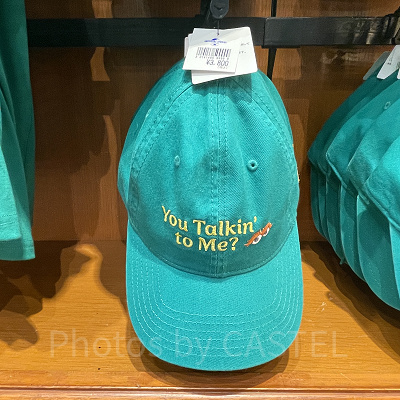 ¥3,800
You Talkin'
to Me?
Photos by CASTEL